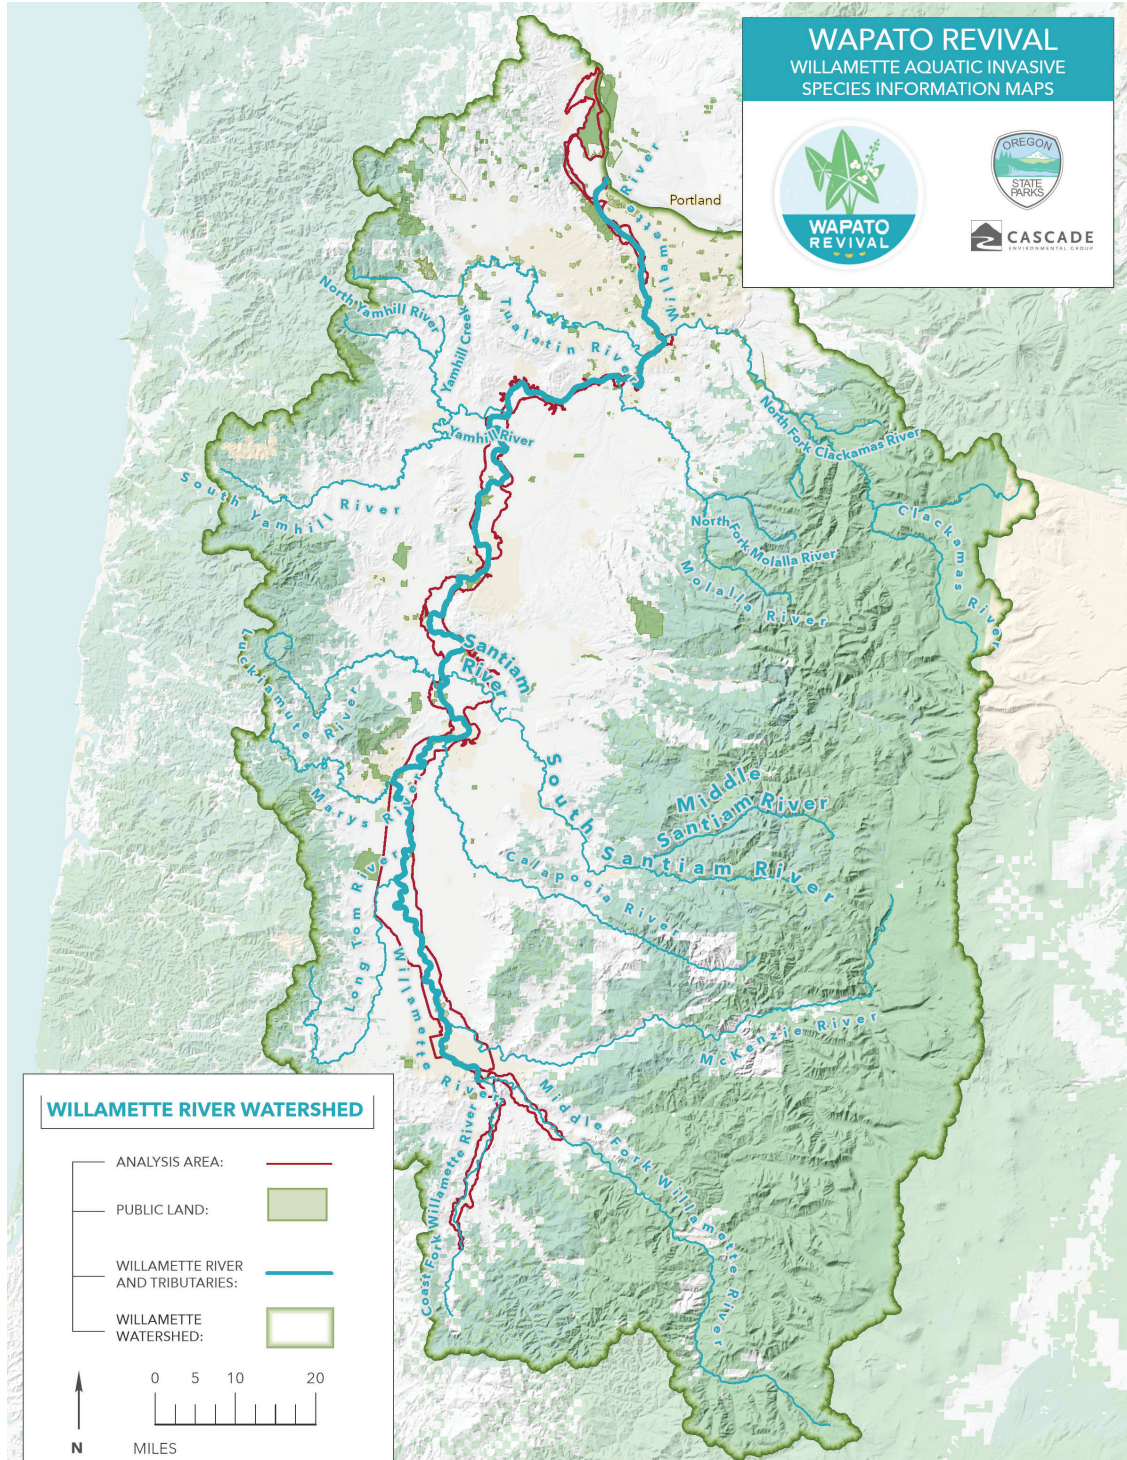 WAPATO REVIVAL
WILLAMETTE AQUATIC INVASIVE
SPECIES INFORMATION MAPS
WAPATO
REVIVAL
OREGON
STATE
PARKS
CASCADE
ENVIRONMENTAL GROUP
Portland
Willamette River
North Yamhill River
Yamhill Creek
Tualatin River
Yamhill River
South Yamhill River
North Fork Clackamas River
Clackamas River
North Fork Molalla River
Molalla River
Luckiamute River
Santiam
River
Marys River
South Santiam River
Middle
Santiam River
Calapooia River
Long Tom River
Willamette River
McKenzie River
Middle Fork Willamette River
Coast Fork Willamette River
WILLAMETTE RIVER WATERSHED
ANALYSIS AREA:
PUBLIC LAND:
WILLAMETTE RIVER
AND TRIBUTARIES:
WILLAMETTE
WATERSHED:
0 5 10 20
N MILES